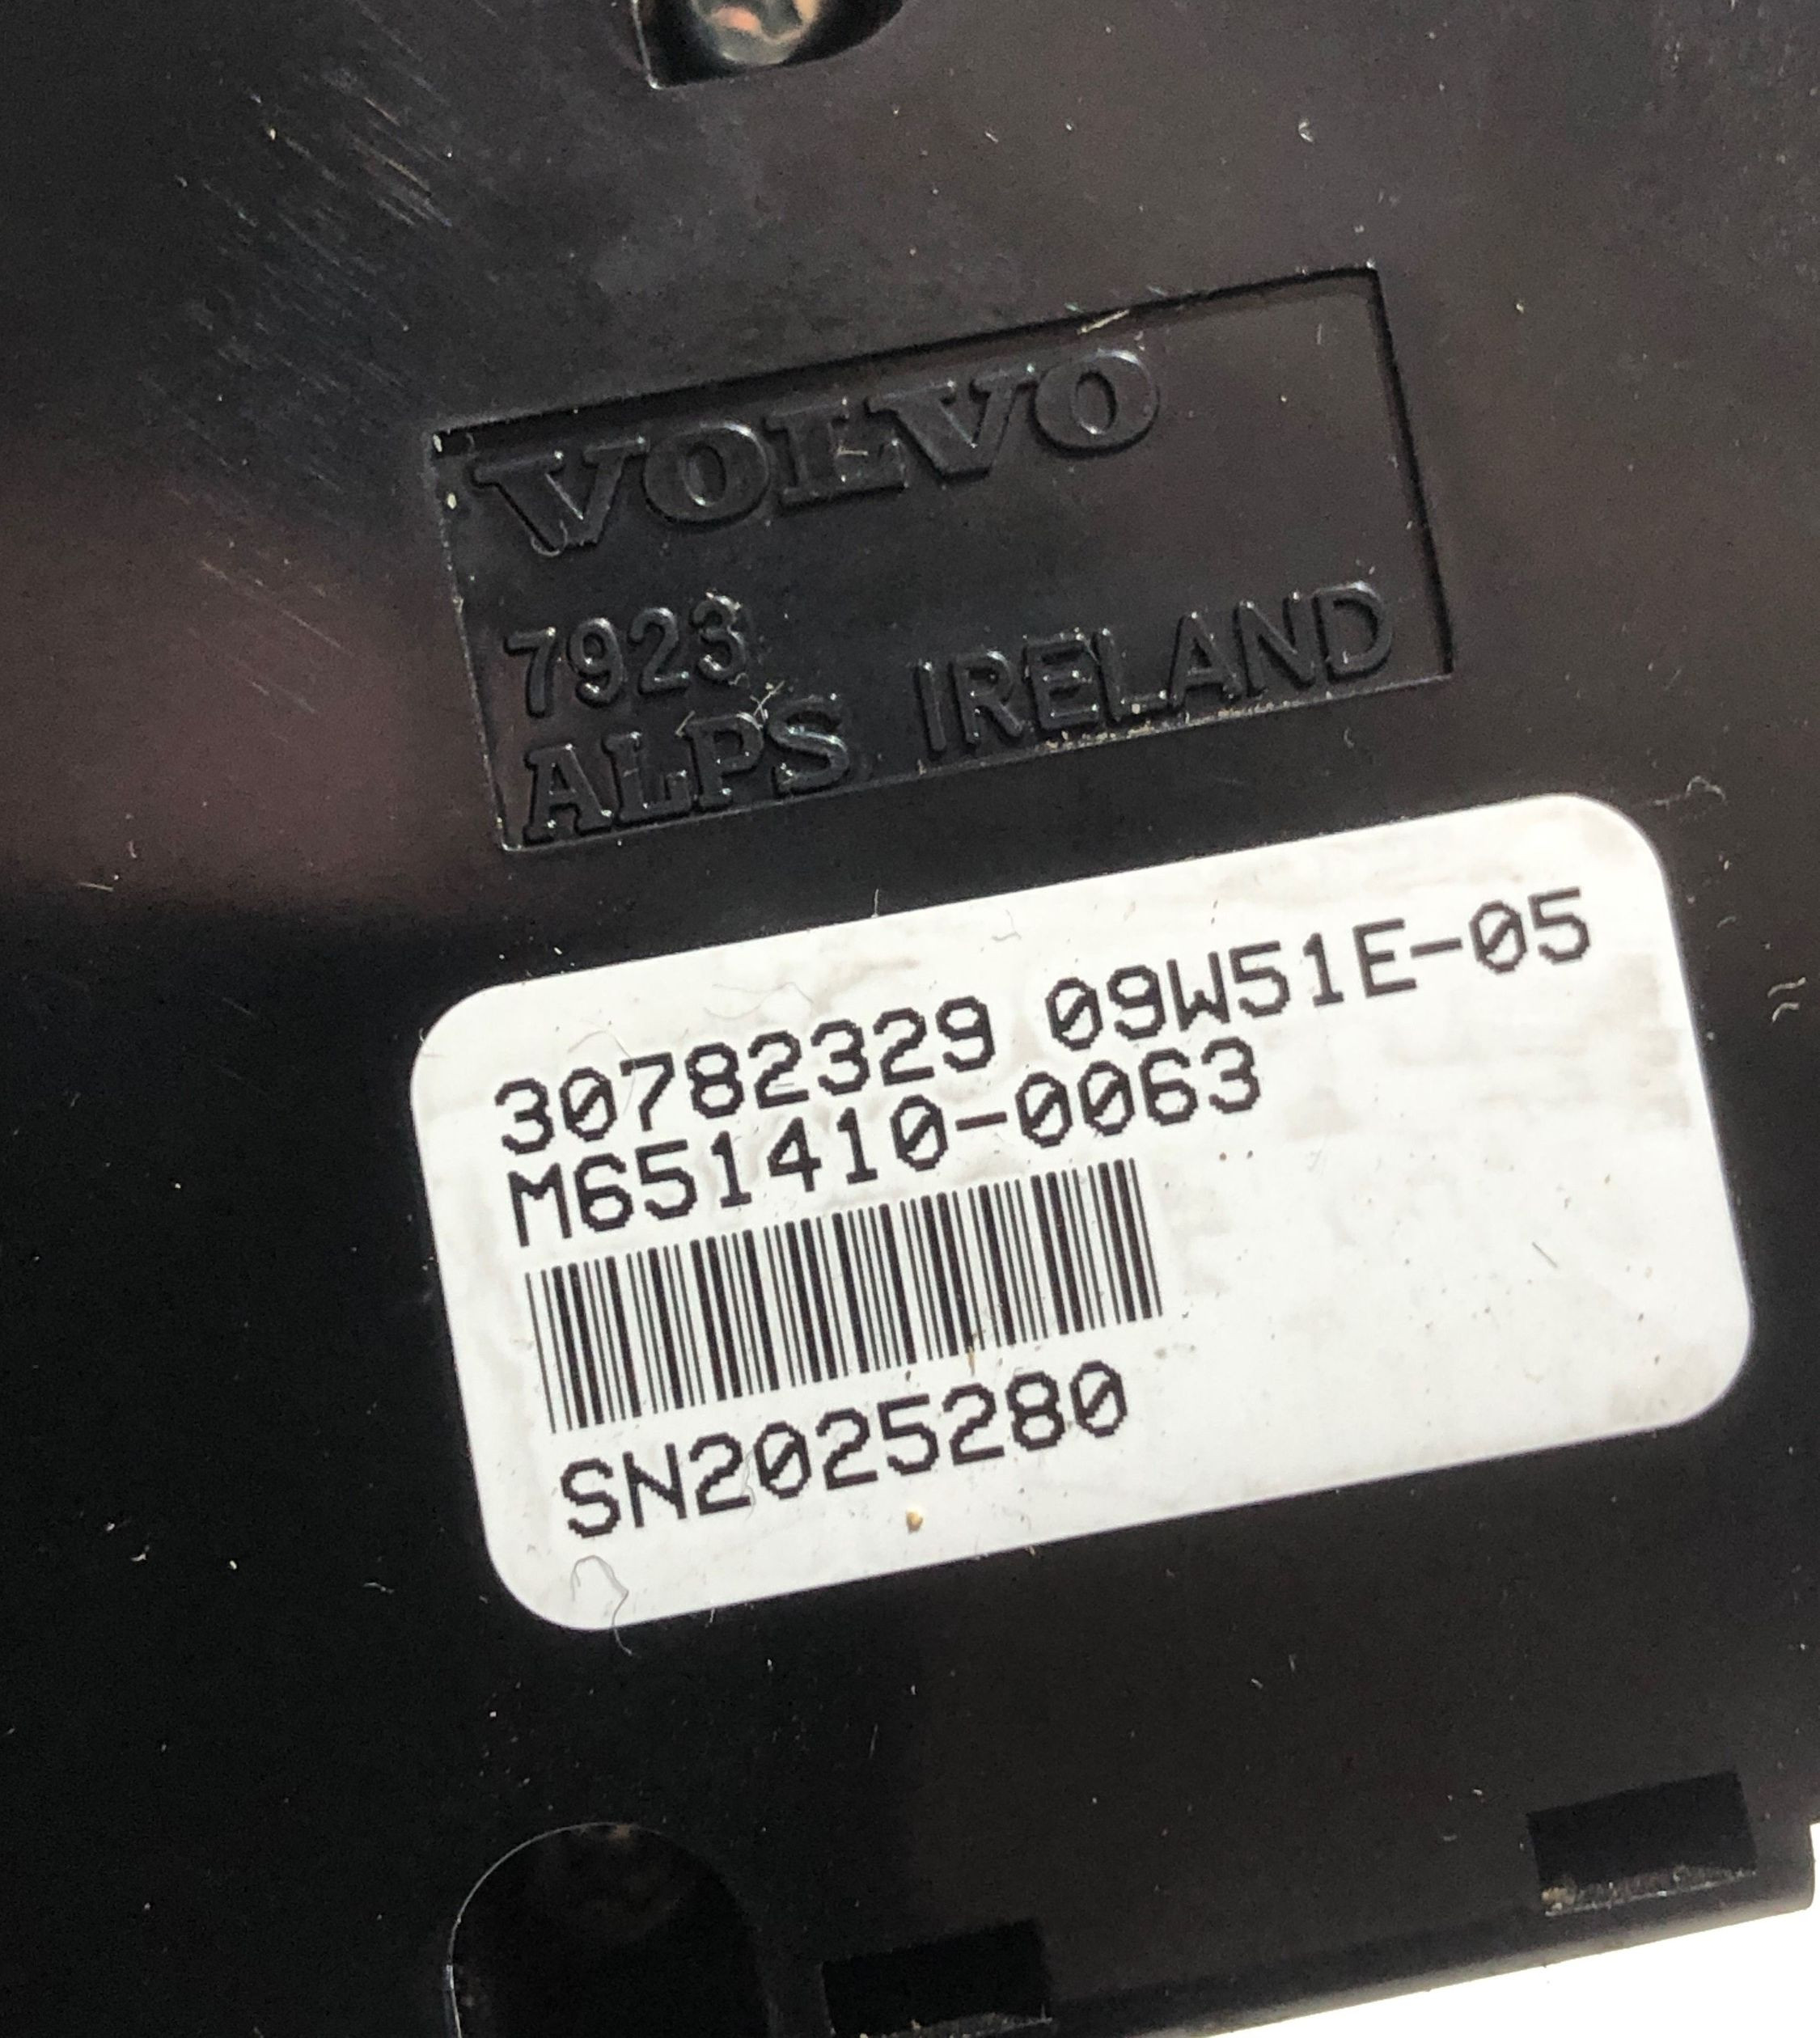 VOLVO
7923
ALPS IRELAND
30782329 09W51E-05
M651410-0063
SN2025280